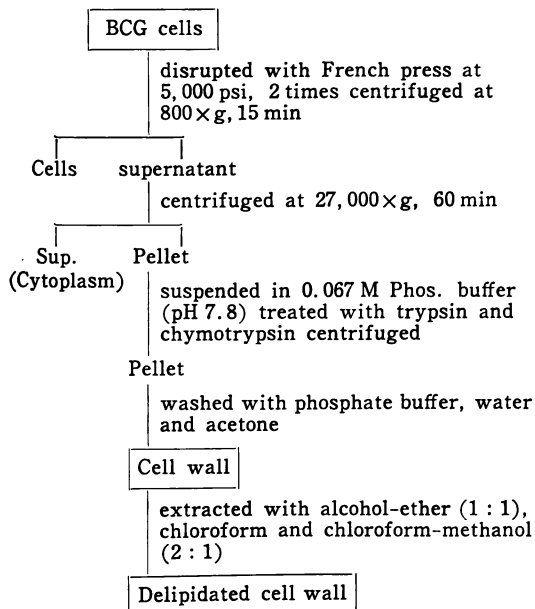 BCG cells
disrupted with French press at
5,000 psi, 2 times centrifuged at
800×g, 15 min
Cells supernatant
centrifuged at 27,000×g, 60 min
Sup. Pellet
(Cytoplasm)
suspended in 0.067 M Phos. buffer
(pH 7.8) treated with trypsin and
chymotrypsin centrifuged
Pellet
washed with phosphate buffer, water
and acetone
Cell wall
extracted with alcohol-ether (1 : 1),
chloroform and chloroform-methanol
(2 : 1)
Delipidated cell wall